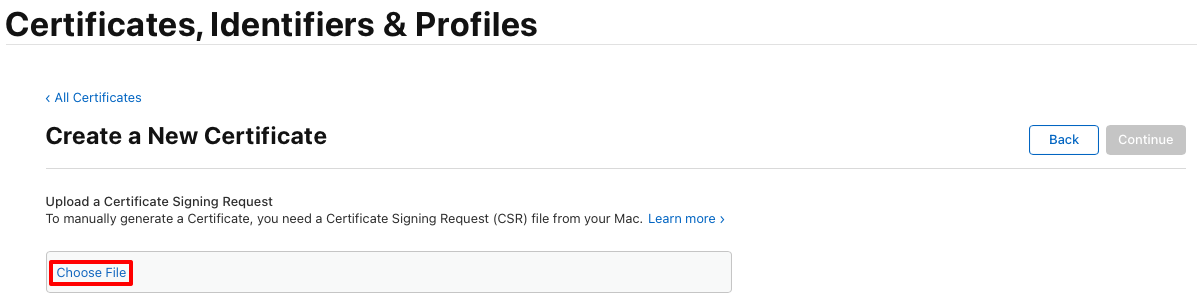 Certificates, Identifiers & Profiles
‹ All Certificates
Create a New Certificate
Back
Continue
Upload a Certificate Signing Request
To manually generate a Certificate, you need a Certificate Signing Request (CSR) file from your Mac. Learn more ›
Choose File